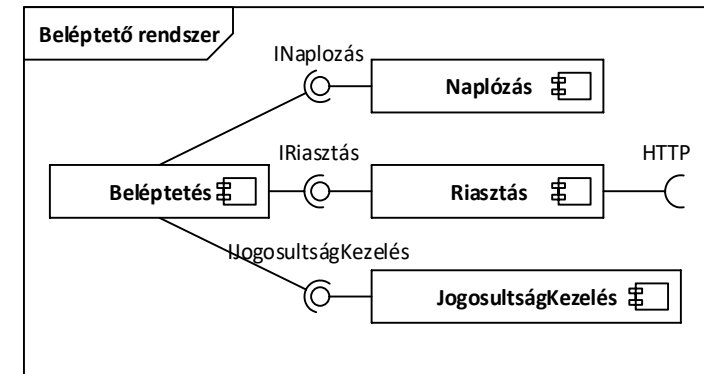 Beléptető rendszer
INaplozás
Naplózás
IRiasztás
HTTP
Beléptetés
Riasztás
IJogosultságKezelés
JogosultságKezelés